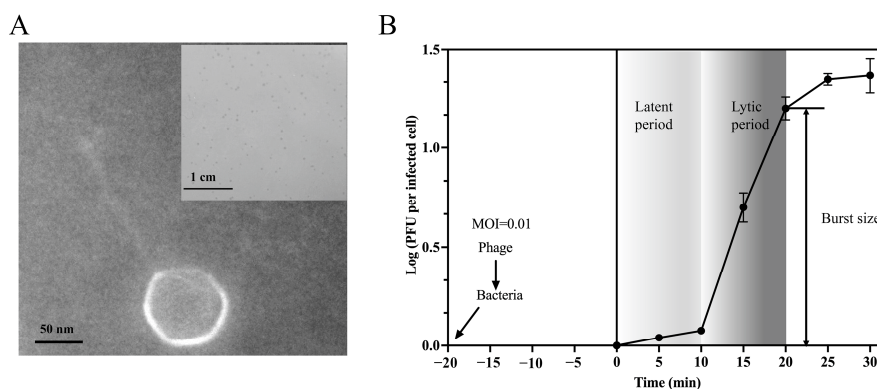 A
1 cm
50 nm
B
Log (PFU per infected cell)
1.5
1.0
0.5
0.0
Latent
period
Lytic
period
Burst size
MOI=0.01
Phage
Bacteria
−20 −15 −10 −5 0 5 10 15 20 25 30
Time (min)